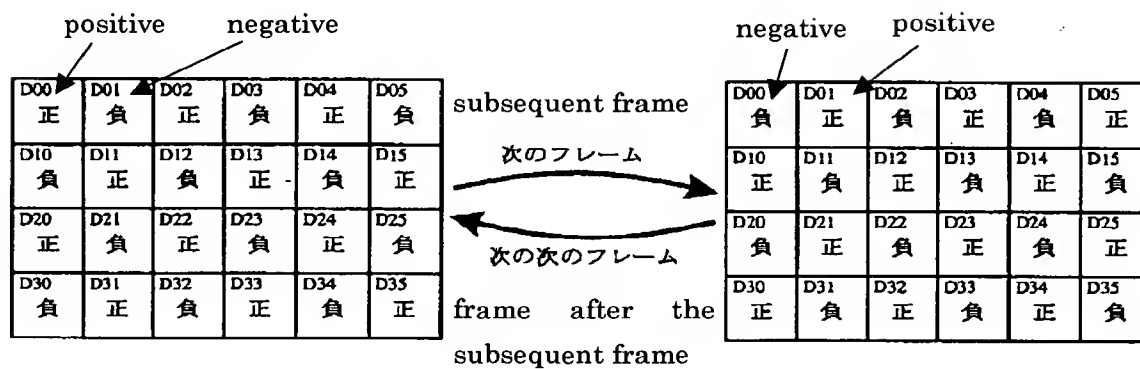 positive negative
D00 D01 D02 D03 D04 D05
正 負 正 負 正 負
D10 D11 D12 D13 D14 D15
負 正 負 正 負 正
D20 D21 D22 D23 D24 D25
正 負 正 負 正 負
D30 D31 D32 D33 D34 D35
負 正 負 正 負 正
subsequent frame
次のフレーム
次の次のフレーム
frame after the
subsequent frame
negative positive
D00 D01 D02 D03 D04 D05
負 正 負 正 負 正
D10 D11 D12 D13 D14 D15
正 負 正 負 正 負
D20 D21 D22 D23 D24 D25
負 正 負 正 負 正
D30 D31 D32 D33 D34 D35
正 負 正 負 正 負